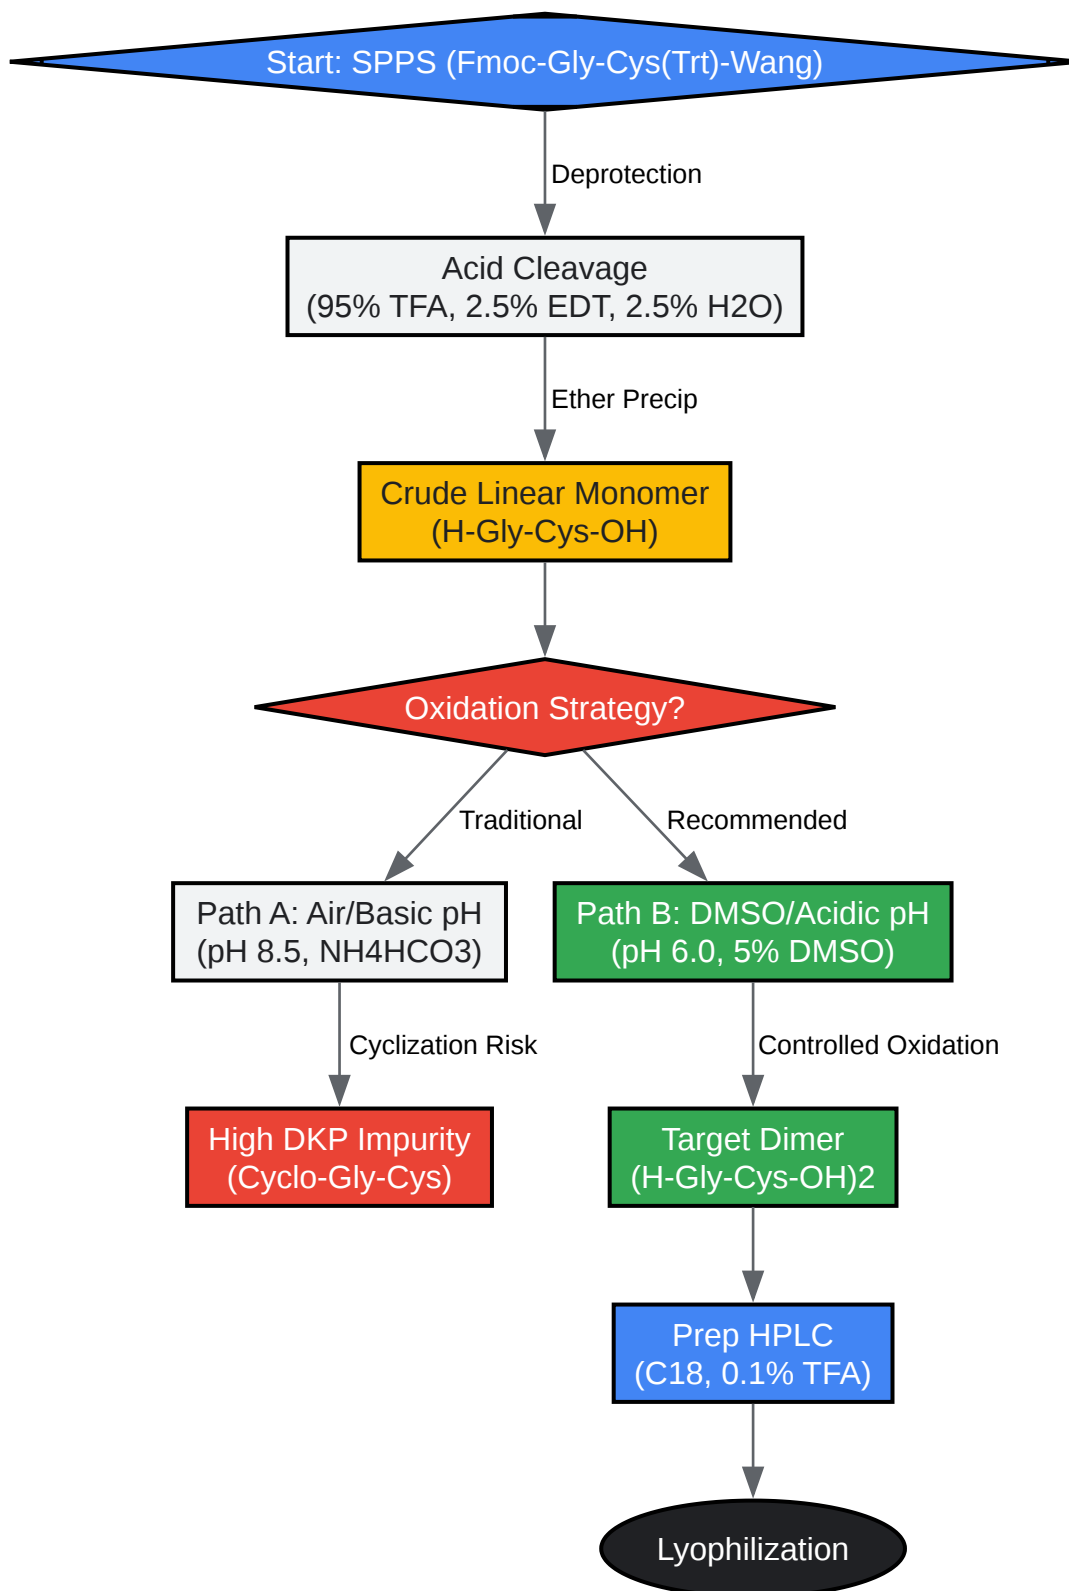 Start: SPPS (Fmoc-Gly-Cys(Trt)-Wang)
Deprotection
Acid Cleavage
(95% TFA, 2.5% EDT, 2.5% H2O)
Ether Precip
Crude Linear Monomer
(H-Gly-Cys-OH)
Oxidation Strategy?
Traditional
Recommended
Path A: Air/Basic pH
(pH 8.5, NH4HCO3)
Path B: DMSO/Acidic pH
(pH 6.0, 5% DMSO)
Cyclization Risk
Controlled Oxidation
High DKP Impurity
(Cyclo-Gly-Cys)
Target Dimer
(H-Gly-Cys-OH)2
Prep HPLC
(C18, 0.1% TFA)
Lyophilization